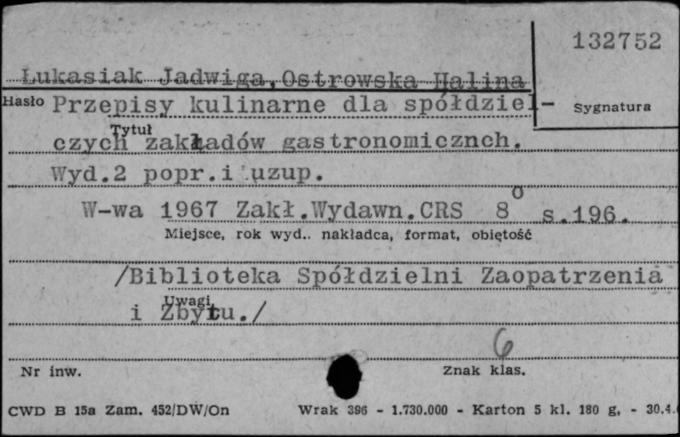 132752
Łukasiak Jadwiga, Ostrowska Halina
Hasło Przepisy kulinarne dla spółdziel-
Sygnatura
Tytuł
czych zakładów gastronomicznch.
Wyd.2 popr.i uzup.
W-wa 1967 Zakł.Wydawn.CRS 8° s.196.
Miejsce, rok wyd.. nakładca, format, objętość
/Biblioteka Spółdzielni Zaopatrzenia
Uwagi
i Zbytu./
6
Nr inw. Znak klas.
CWD B 15a Zam. 452/DW/On Wrak 396 - 1.730.000 - Karton 5 kl. 180 g, - 30.4.